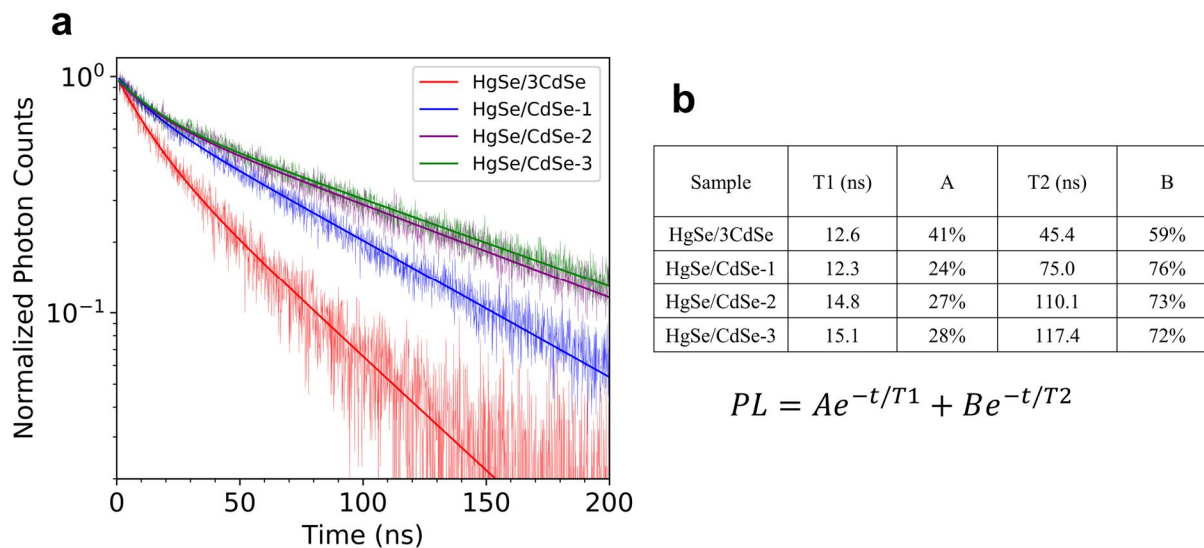 a
Normalized Photon Counts
10⁰
10⁻¹
0 50 100 150 200
Time (ns)
HgSe/3CdSe
HgSe/CdSe-1
HgSe/CdSe-2
HgSe/CdSe-3
b
Sample T1 (ns) A T2 (ns) B
HgSe/3CdSe 12.6 41% 45.4 59%
HgSe/CdSe-1 12.3 24% 75.0 76%
HgSe/CdSe-2 14.8 27% 110.1 73%
HgSe/CdSe-3 15.1 28% 117.4 72%
PL = Ae^{-t/T1} + Be^{-t/T2}